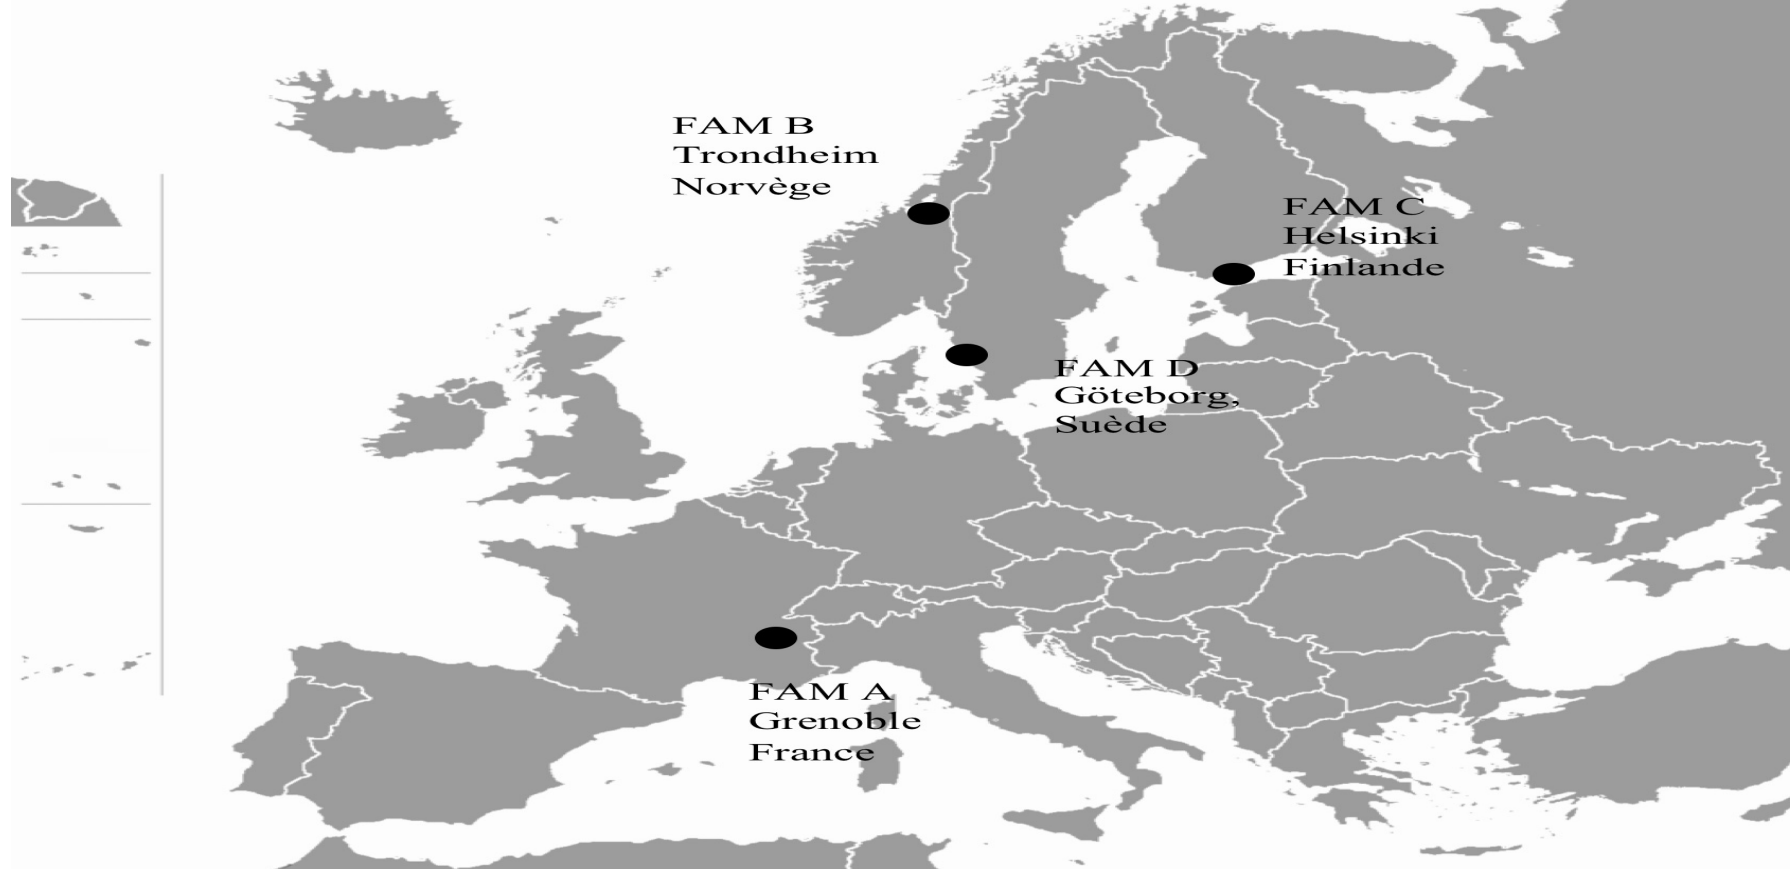 FAM B
Trondheim
Norvège
FAM C
Helsinki
Finlande
FAM D
Göteborg,
Suède
FAM A
Grenoble
France